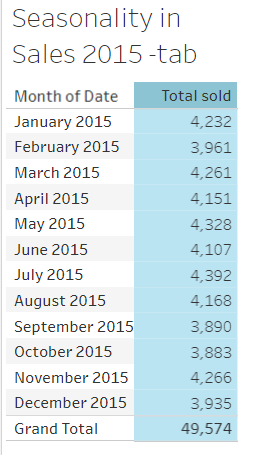 Seasonality in
Sales 2015 -tab
Month of Date Total sold
January 2015 4,232
February 2015 3,961
March 2015 4,261
April 2015 4,151
May 2015 4,328
June 2015 4,107
July 2015 4,392
August 2015 4,168
September 2015 3,890
October 2015 3,883
November 2015 4,266
December 2015 3,935
Grand Total 49,574